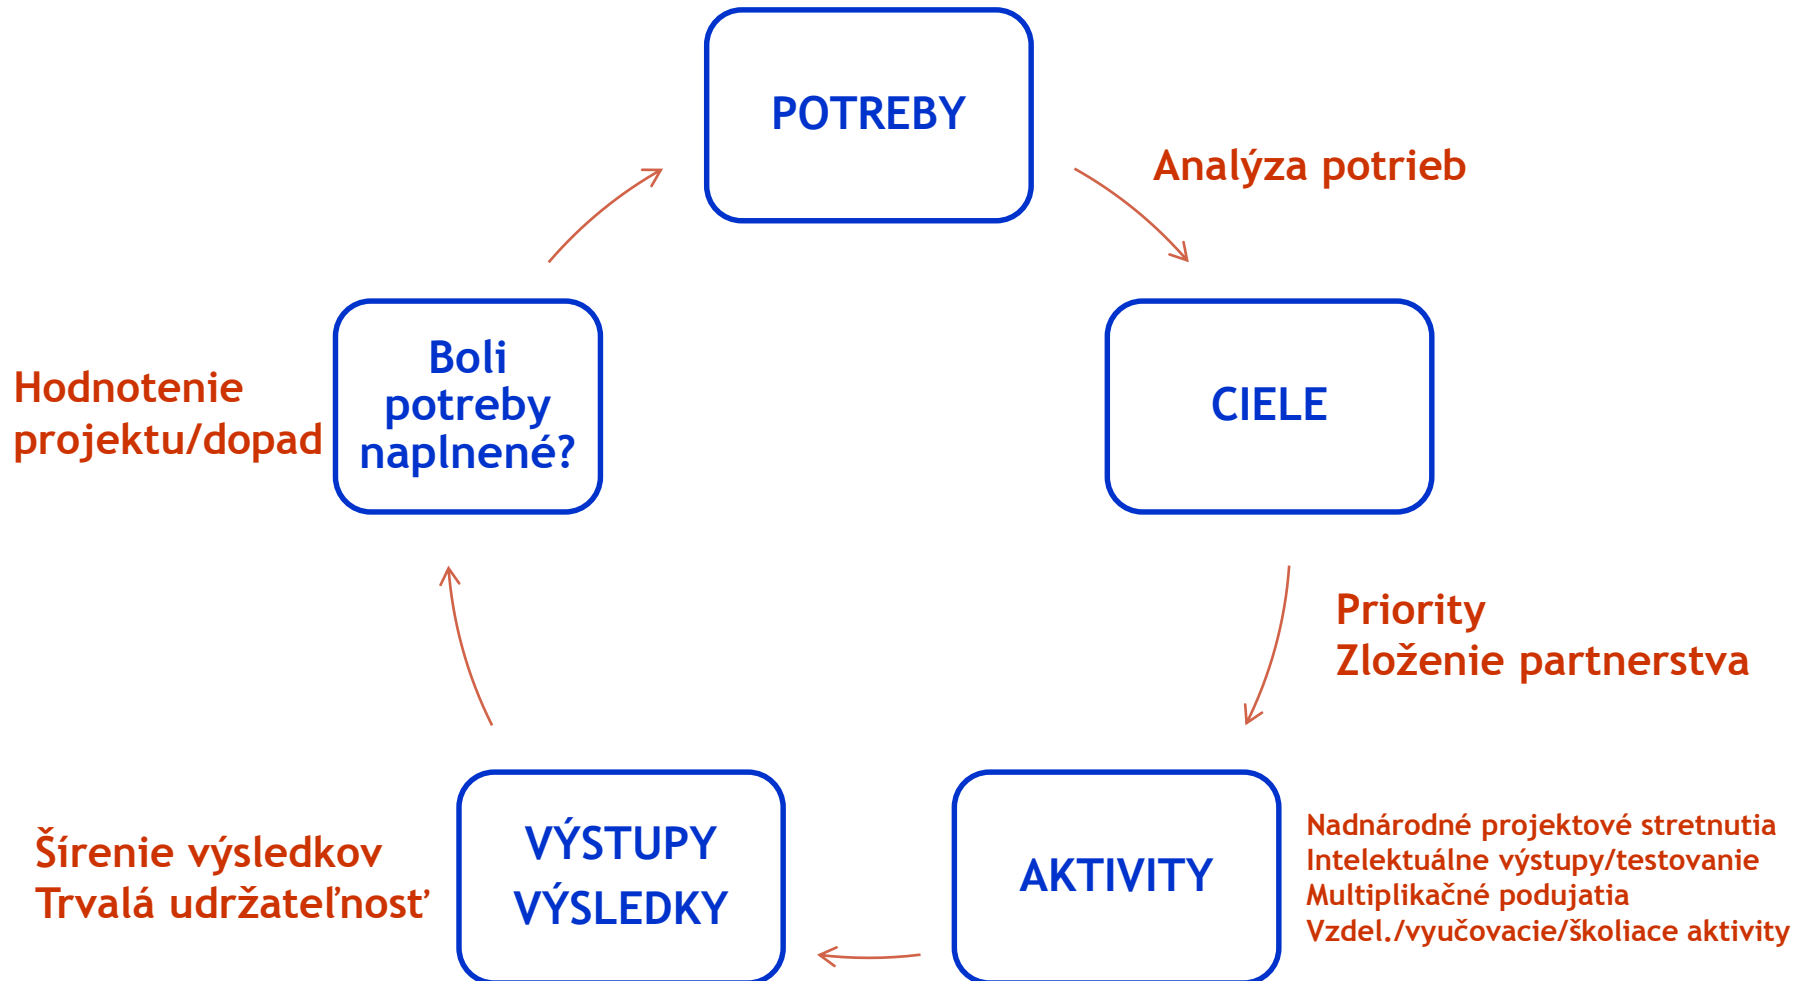 POTREBY
Analýza potrieb
CIELE
Priority
Zloženie partnerstva
AKTIVITY
Nadnárodné projektové stretnutia
Intelektuálne výstupy/testovanie
Multiplikačné podujatia
Vzdel./vyučovacie/školiace aktivity
VÝSTUPY
VÝSLEDKY
Šírenie výsledkov
Trvalá udržateľnosť
Boli
potreby
naplnené?
Hodnotenie
projektu/dopad